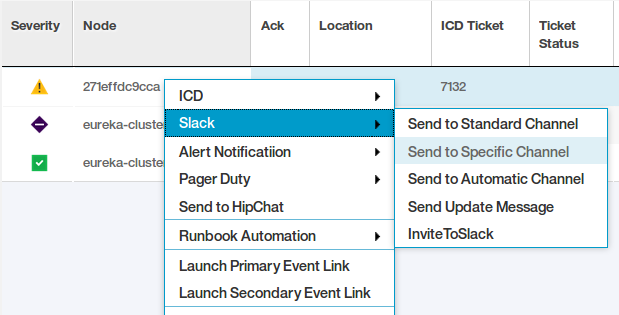 Severity Node Ack Location ICD Ticket Ticket Status
271effdc9cca 7132
eureka-cluste
eureka-cluste
ICD
Slack
Alert Notificatiion
Pager Duty
Send to HipChat
Runbook Automation
Launch Primary Event Link
Launch Secondary Event Link
Send to Standard Channel
Send to Specific Channel
Send to Automatic Channel
Send Update Message
InviteToSlack